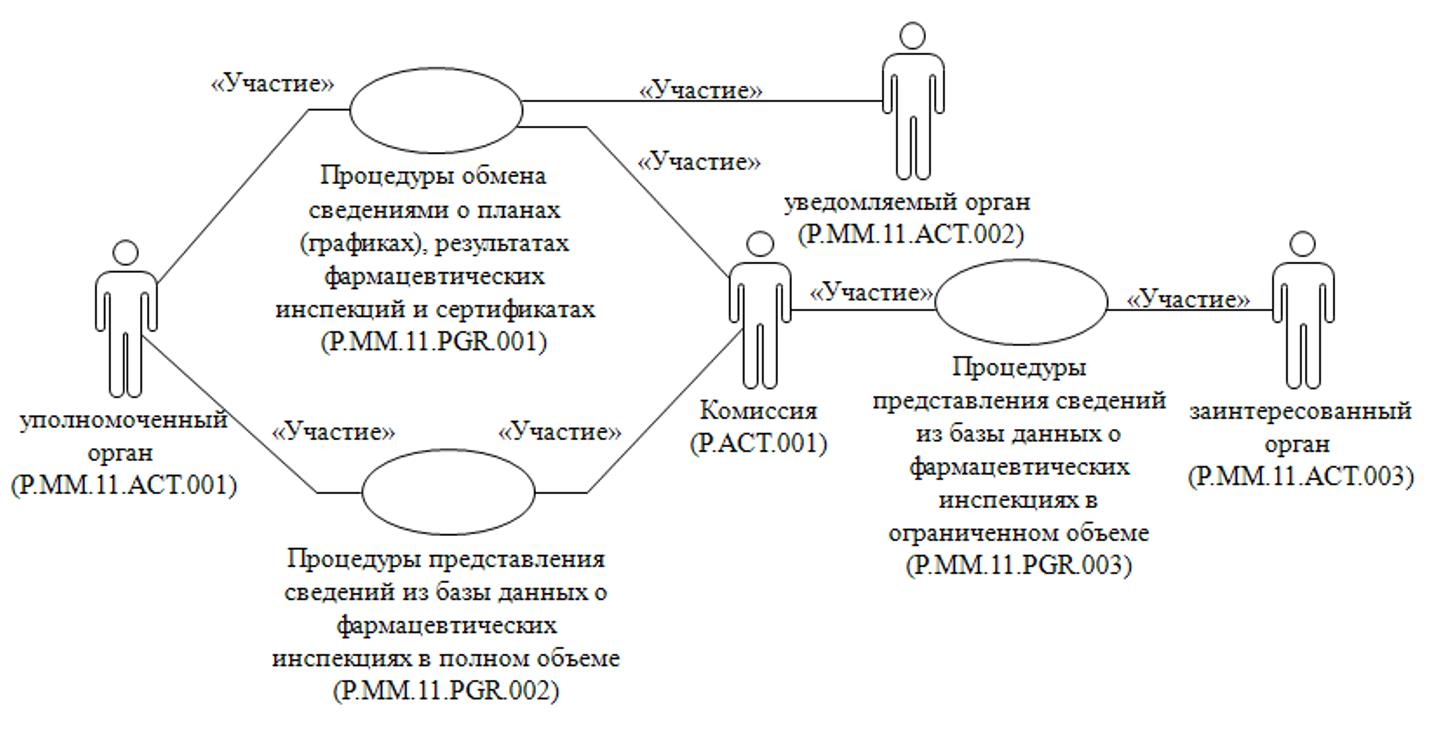 «Участие»
«Участие»
«Участие»
Процедуры обмена
сведениями о планах
(графиках), результатах
фармацевтических
инспекций и сертификатах
(P.MM.11.PGR.001)
уведомляемый орган
(P.MM.11.ACT.002)
«Участие»
«Участие»
уполномоченный
орган
(P.MM.11.ACT.001)
«Участие»
«Участие»
Комиссия
(P.ACT.001)
Процедуры
представления сведений
из базы данных о
фармацевтических
инспекциях в
ограниченном объеме
(P.MM.11.PGR.003)
заинтересованный
орган
(P.MM.11.ACT.003)
Процедуры представления
сведений из базы данных о
фармацевтических
инспекциях в полном объеме
(P.MM.11.PGR.002)